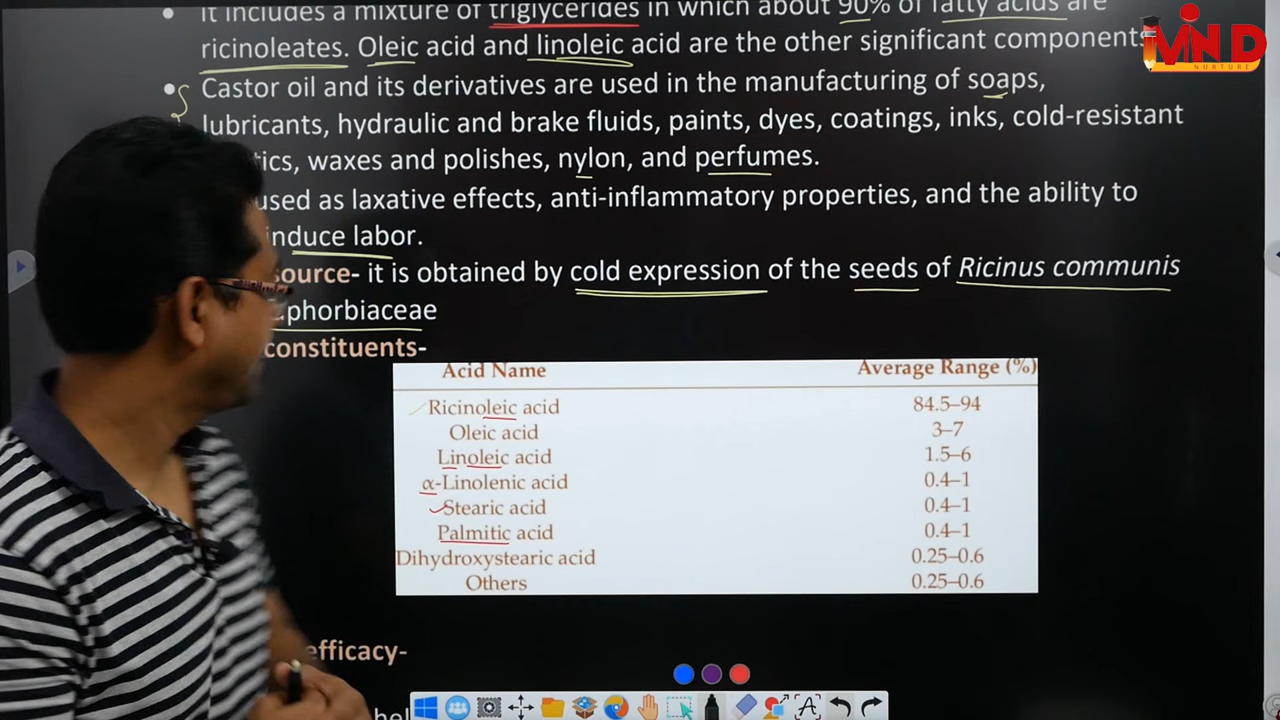 It includes a mixture of triglycerides in which about 90% of fatty acids are
ricinoleates. Oleic acid and linoleic acid are the other significant components
MIND
NURTURE
Castor oil and its derivatives are used in the manufacturing of soaps,
lubricants, hydraulic and brake fluids, paints, dyes, coatings, inks, cold-resistant
tics, waxes and polishes, nylon, and perfumes.
used as laxative effects, anti-inflammatory properties, and the ability to
induce labor.
source- it is obtained by cold expression of the seeds of Ricinus communis
phorbiaceae
constituents-
Acid Name Average Range (%)
Ricinoleic acid 84.5–94
Oleic acid 3–7
Linoleic acid 1.5–6
α-Linolenic acid 0.4–1
Stearic acid 0.4–1
Palmitic acid 0.4–1
Dihydroxystearic acid 0.25–0.6
Others 0.25–0.6
efficacy-